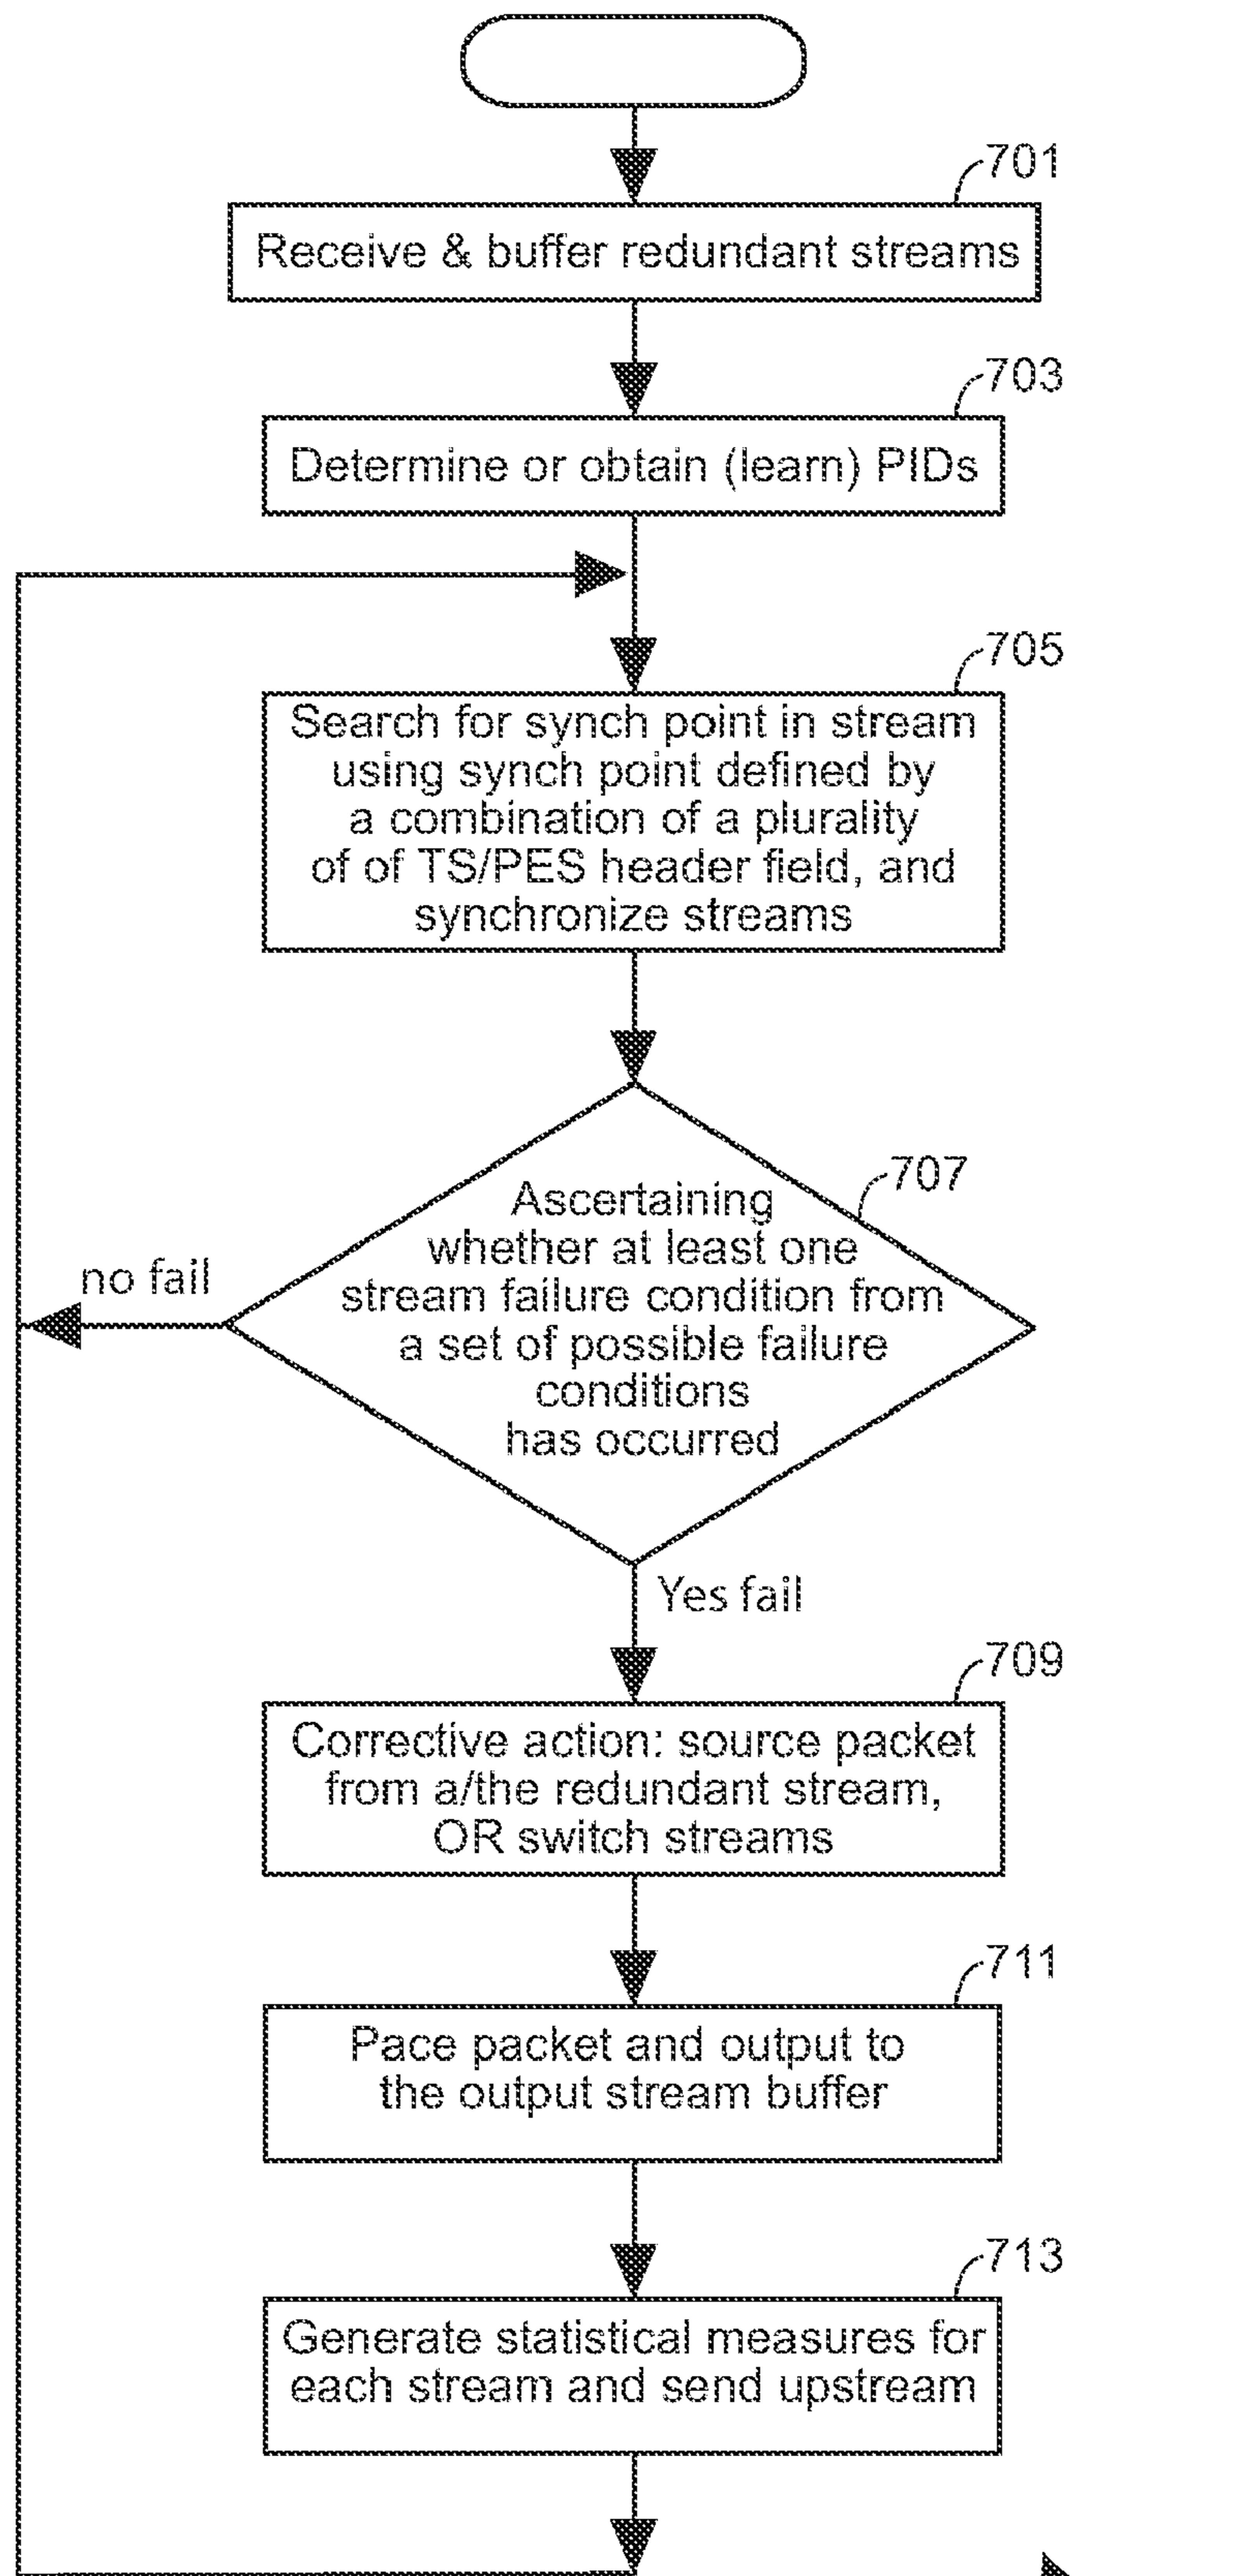 701
Receive & buffer redundant streams
703
Determine or obtain (learn) PIDs
705
Search for synch point in stream
using synch point defined by
a combination of a plurality
of of TS/PES header field, and
synchronize streams
707
Ascertaining
whether at least one
stream failure condition from
a set of possible failure
conditions
has occurred
no fail
Yes fail
709
Corrective action: source packet
from a/the redundant stream,
OR switch streams
711
Pace packet and output to
the output stream buffer
713
Generate statistical measures for
each stream and send upstream